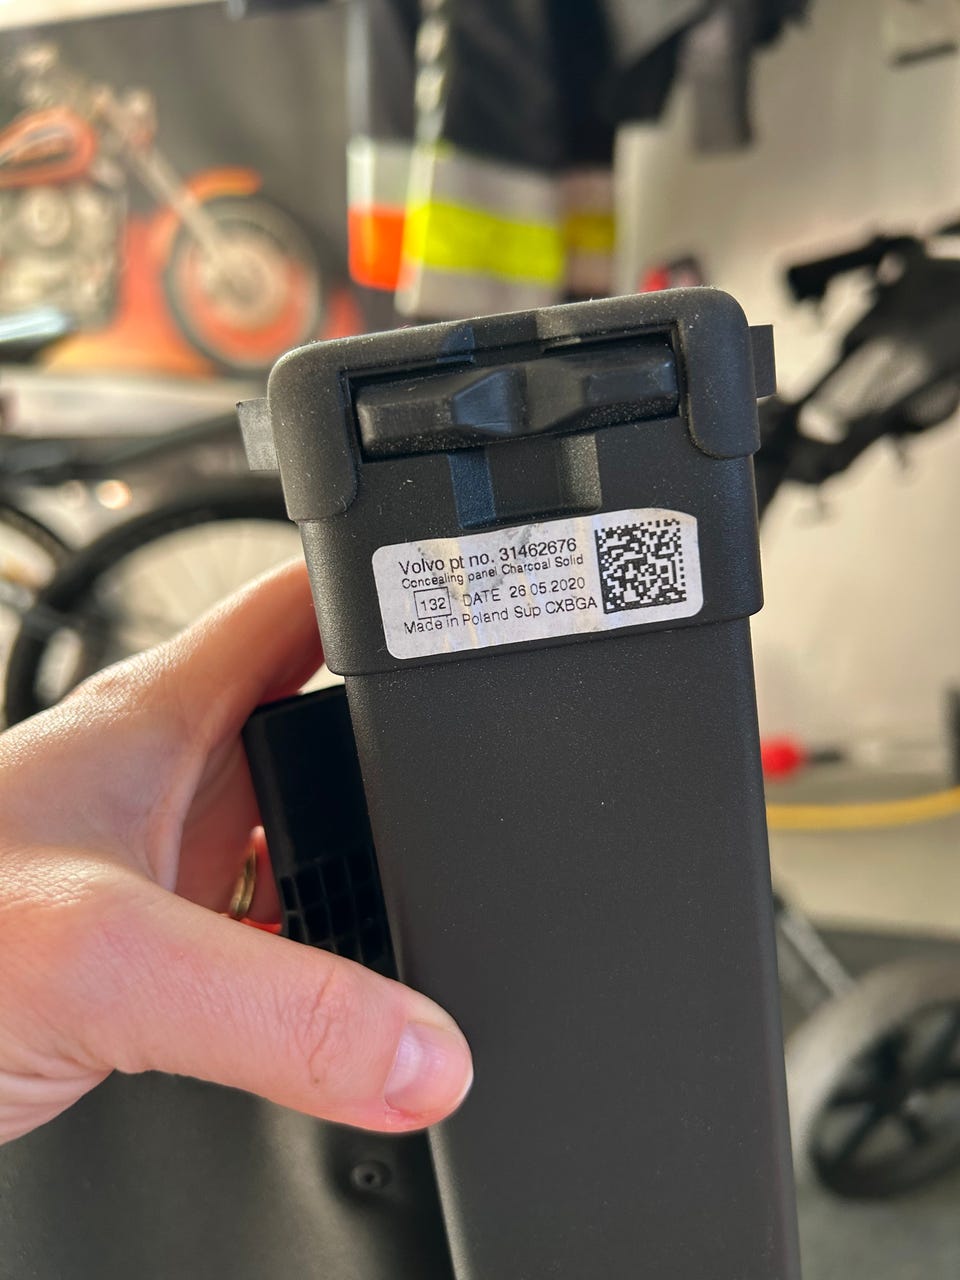 Volvo pt no. 31462676
Concealing panel Charcoal Solid
132 DATE 26.05.2020
Made in Poland Sup CXBGA